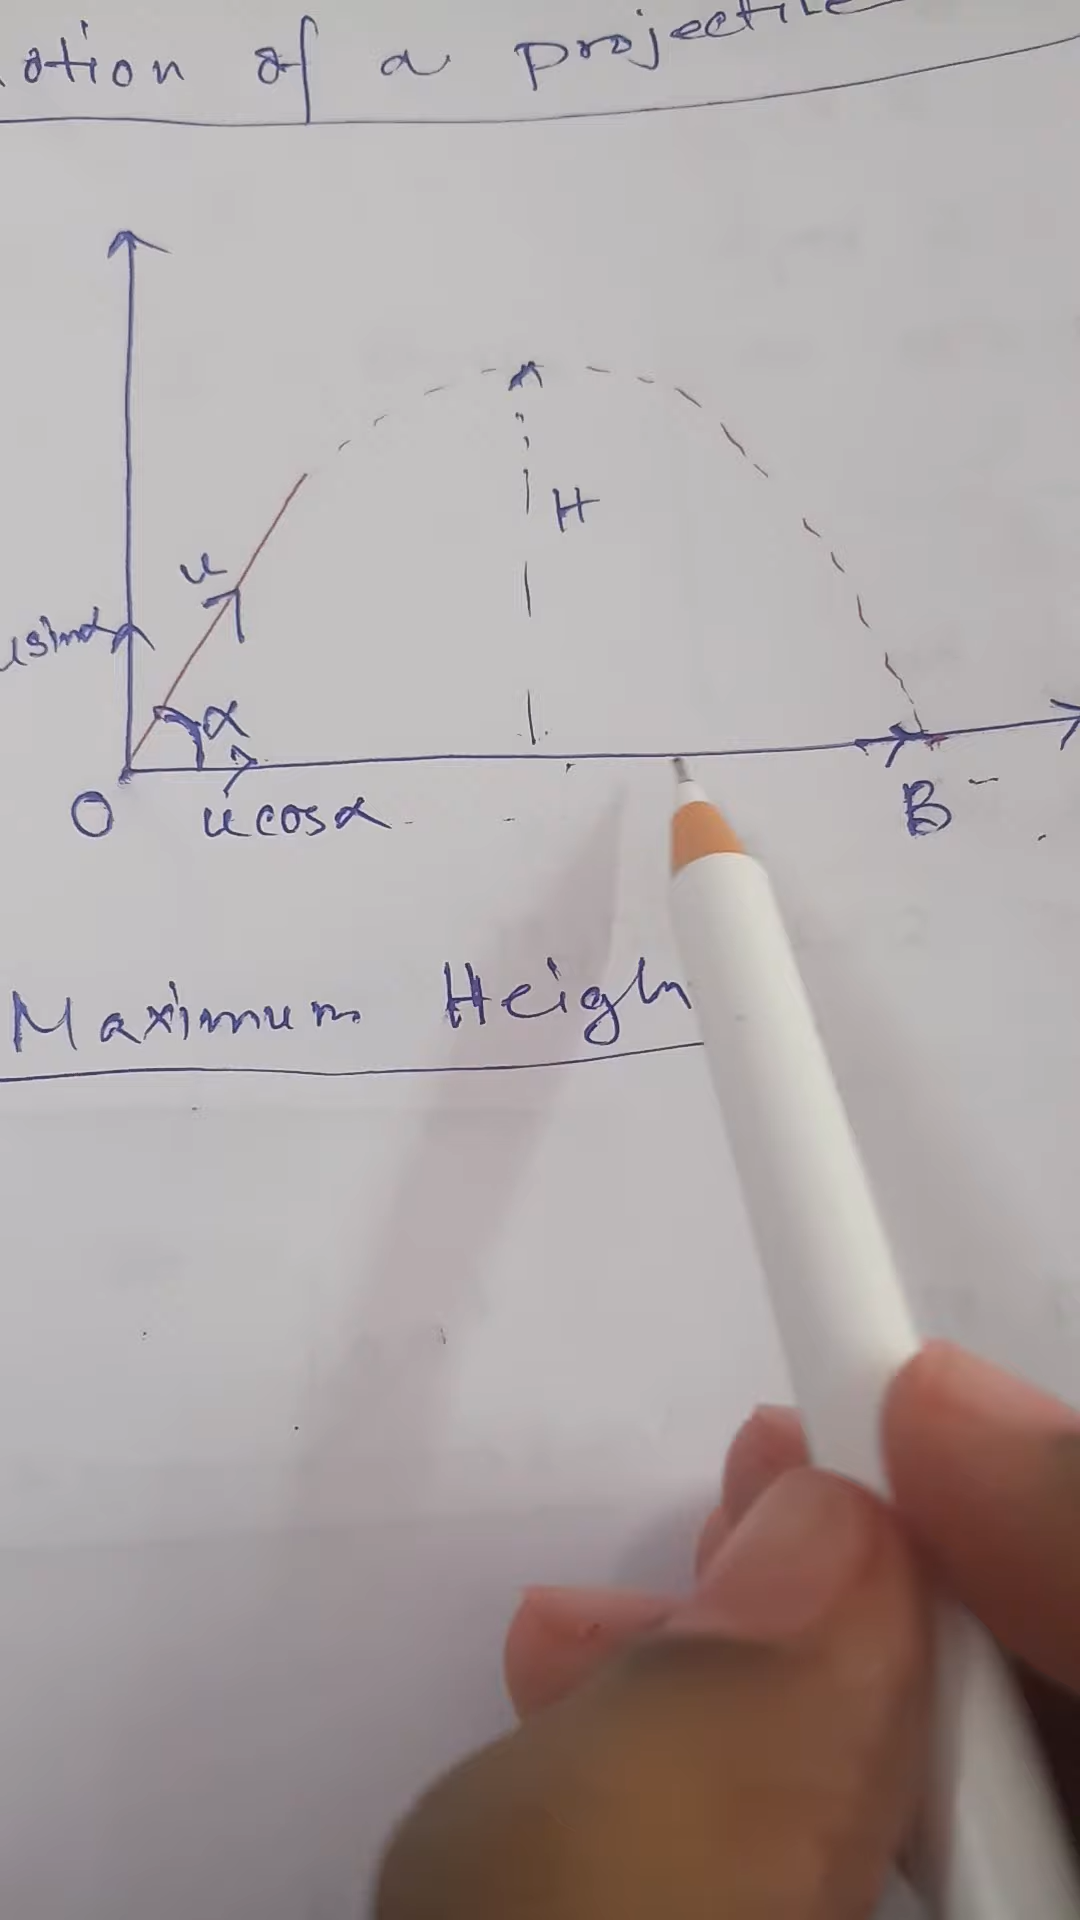 otion of a projectile
H
u
usinα
α
O ucosα B
Maximum Heigh